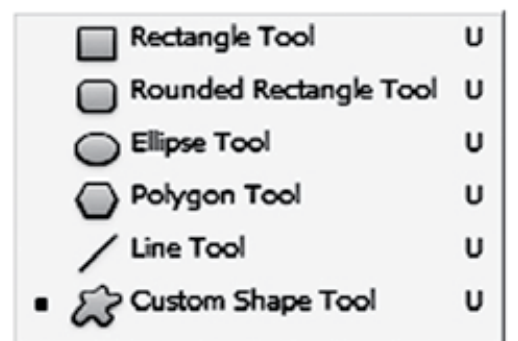 Rectangle Tool U
Rounded Rectangle Tool U
Ellipse Tool U
Polygon Tool U
Line Tool U
Custom Shape Tool U